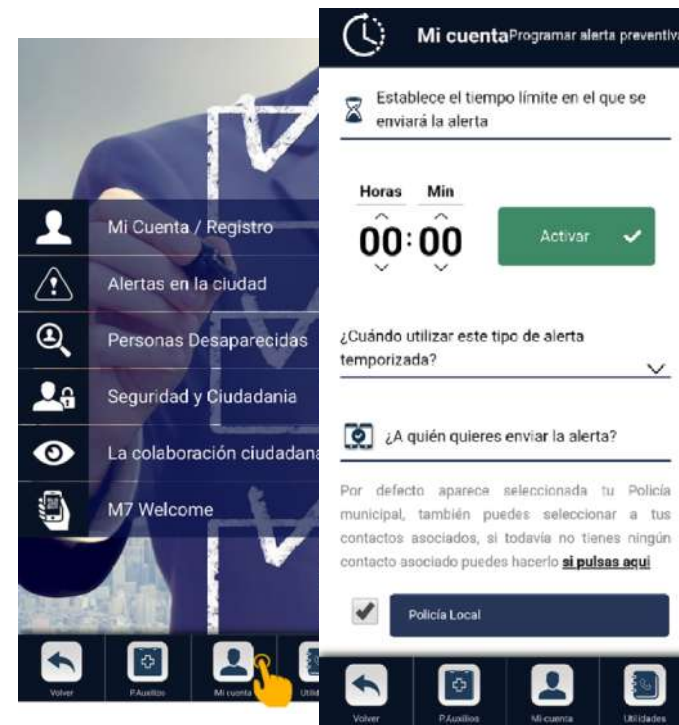 Mi Cuenta / Registro
Alertas en la ciudad
Personas Desaparecidas
Seguridad y Ciudadania
La colaboración ciudadana
M7 Welcome
Volver
P.Auxilios
Mi cuenta
Mi cuenta
Programar alerta preventiva
Establece el tiempo límite en el que se
enviará la alerta
Horas Min
00:00
Activar
¿Cuándo utilizar este tipo de alerta
temporizada?
¿A quién quieres enviar la alerta?
Por defecto aparece seleccionada tu Policía
municipal, también puedes seleccionar a tus
contactos asociados, si todavía no tienes ningún
contacto asociado puedes hacerlo si pulsas aqui
Policía Local
Volver
P.Auxilios
Mi cuenta
Utilidades